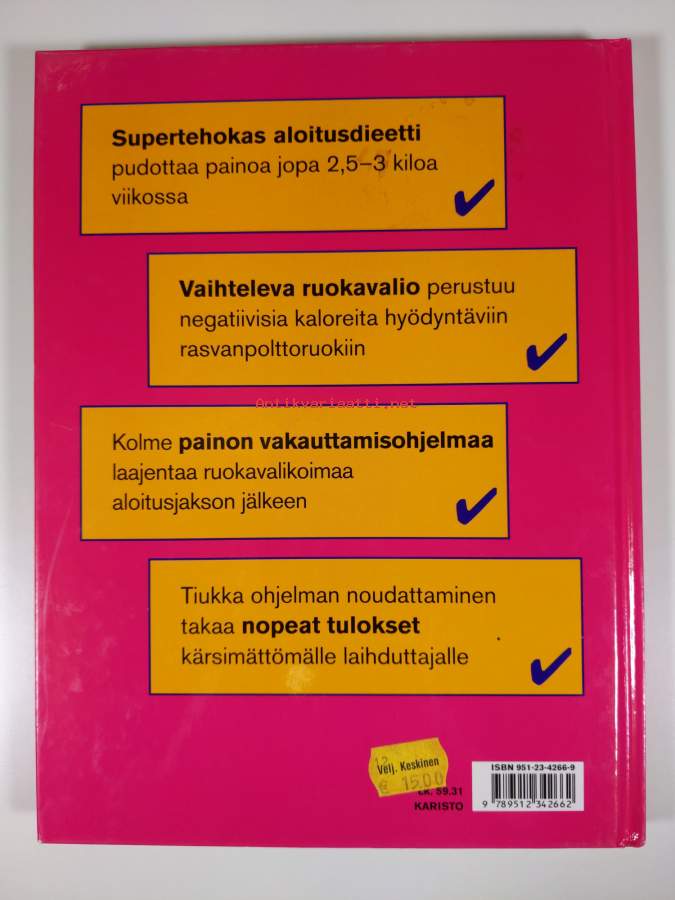 Supertehokas aloitusdieetti
pudottaa painoa jopa 2,5–3 kiloa
viikossa
Vaihteleva ruokavalio perustuu
negatiivisia kaloreita hyödyntäviin
rasvanpolttoruokiin
Antikvariaatti.net
Kolme painon vakauttamisohjelmaa
laajentaa ruokavalikoimaa
aloitusjakson jälkeen
Tiukka ohjelman noudattaminen
takaa nopeat tulokset
kärsimättömälle laihduttajalle
12
Velj. Keskinen
€ 15.00
LK. 59.31
KARISTO
ISBN 951-23-4266-9
9 789512 342662